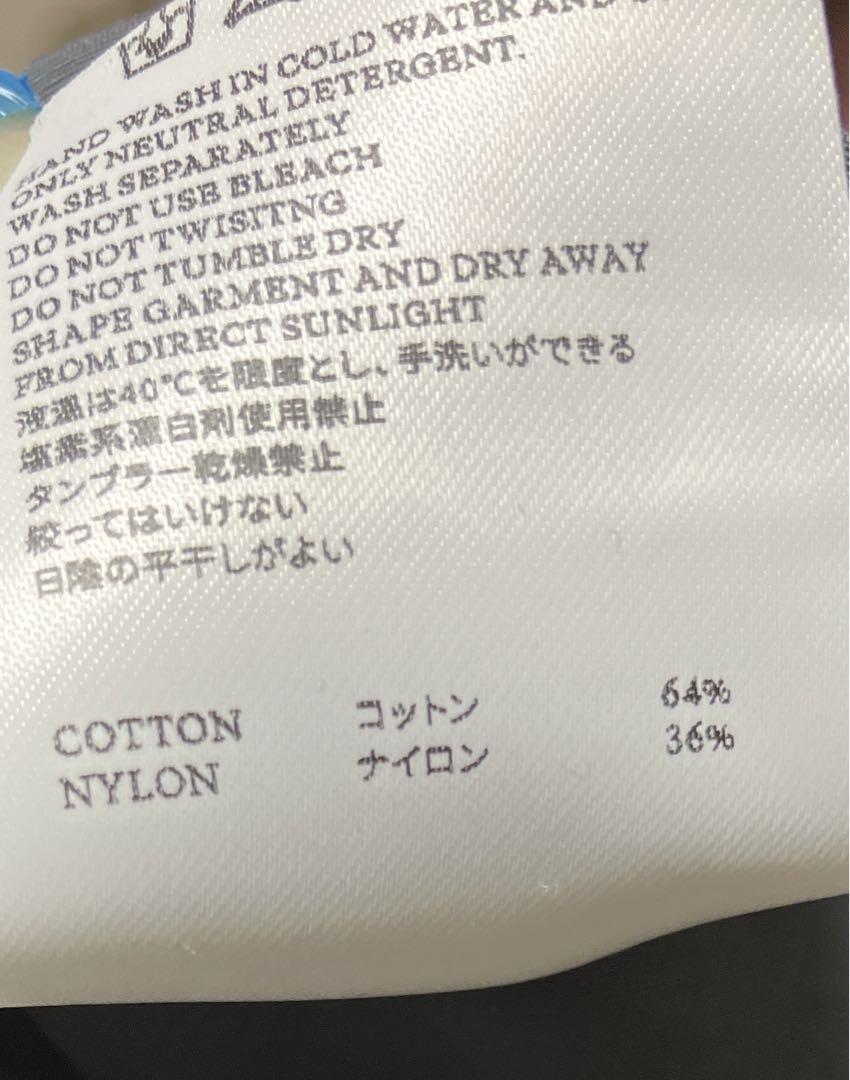 HAND WASH IN COLD WATER AND
ONLY NEUTRAL DETERGENT.
WASH SEPARATELY
DO NOT USE BLEACH
DO NOT TWISITNG
DO NOT TUMBLE DRY
SHAPE GARMENT AND DRY AWAY
FROM DIRECT SUNLIGHT
液温は40℃を限度とし、手洗いができる
塩素系漂白剤使用禁止
タンブラー乾燥禁止
絞ってはいけない
日陰の平干しがよい
COTTON コットン 64%
NYLON ナイロン 36%